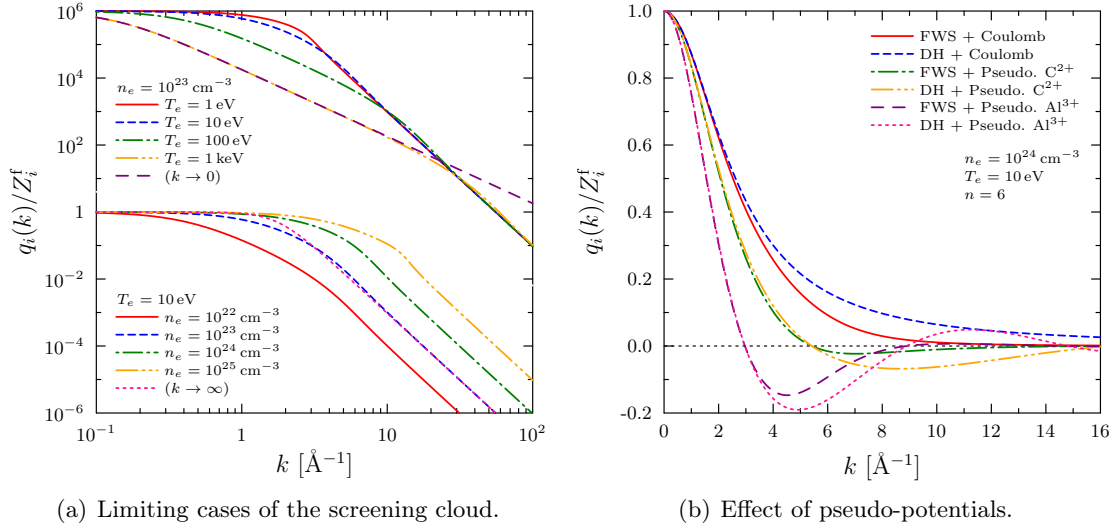 q_i(k)/Z_i^f
10^6
10^4
10^2
1
10^−2
10^−4
10^−6
n_e = 10^23 cm^−3
T_e = 1 eV
T_e = 10 eV
T_e = 100 eV
T_e = 1 keV
(k → 0)
T_e = 10 eV
n_e = 10^22 cm^−3
n_e = 10^23 cm^−3
n_e = 10^24 cm^−3
n_e = 10^25 cm^−3
(k → ∞)
10^−1 1 10 10^2
k [Å^−1]
(a) Limiting cases of the screening cloud.
q_i(k)/Z_i^f
1.0
0.8
0.6
0.4
0.2
0.0
-0.2
FWS + Coulomb
DH + Coulomb
FWS + Pseudo. C^2+
DH + Pseudo. C^2+
FWS + Pseudo. Al^3+
DH + Pseudo. Al^3+
n_e = 10^24 cm^−3
T_e = 10 eV
n = 6
0 2 4 6 8 10 12 14 16
k [Å^−1]
(b) Effect of pseudo-potentials.